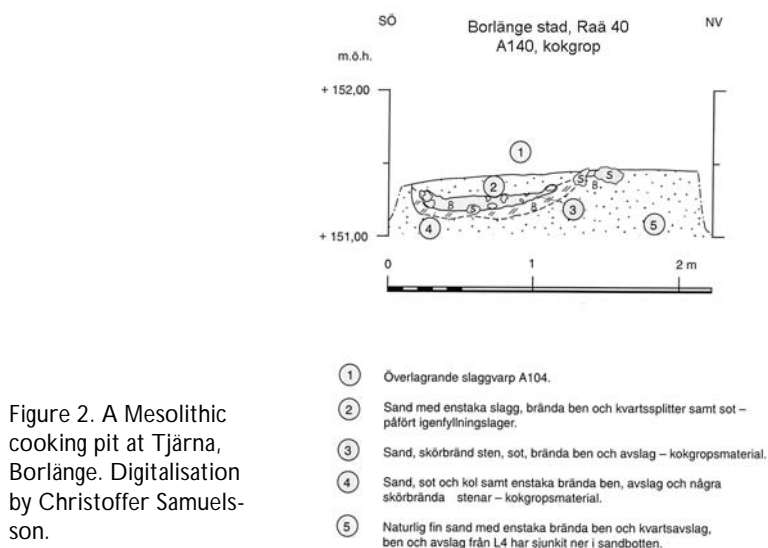 SÖ
Borlänge stad, Raä 40
A140, kokgrop
NV
m.ö.h.
+ 152,00
1
2
S
S
B
S
B
B
3
4
5
+ 151,00
0
1
2 m
1 Överlagrande slaggvarp A104.
2 Sand med enstaka slagg, brända ben och kvartssplitter samt sot –
påfört igenfyllningslager.
3 Sand, skörbränd sten, sot, brända ben och avslag – kokgropsmaterial.
4 Sand, sot och kol samt enstaka brända ben, avslag och några
skörbrända stenar – kokgropsmaterial.
5 Naturlig fin sand med enstaka brända ben och kvartsavslag,
ben och avslag från L4 har sjunkit ner i sandbotten.
Figure 2. A Mesolithic
cooking pit at Tjärna,
Borlänge. Digitalisation
by Christoffer Samuels-
son.